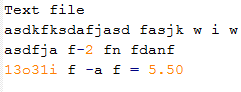 Text file
asdkfksdafjasd fasjk w i w
asdfja f-2 fn fdanf
13o31i f -a f = 5.50